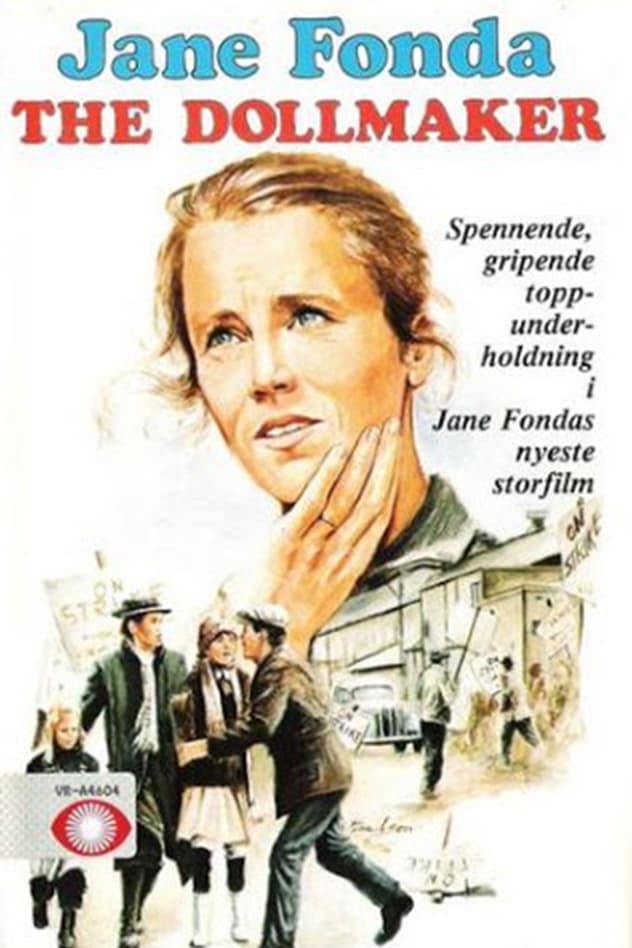 Jane Fonda
THE DOLLMAKER
Spennende,
gripende
topp-
under-
holdning
i
Jane Fondas
nyeste
storfilm
ON
STRIKE
ON
ON
STRIKE
VR-A4604